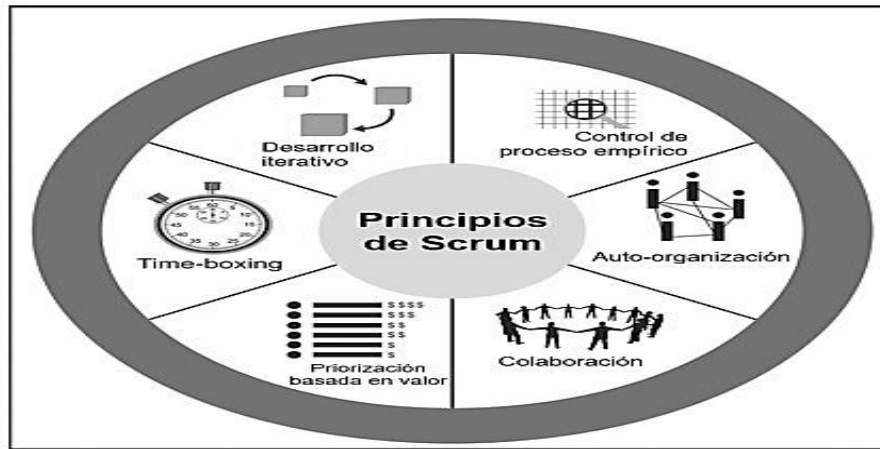 Desarrollo
iterativo
Control de
proceso empírico
Principios
de Scrum
Time-boxing
Auto-organización
$$$$
$$$
$$
$$
$
$
Priorización
basada en valor
Colaboración